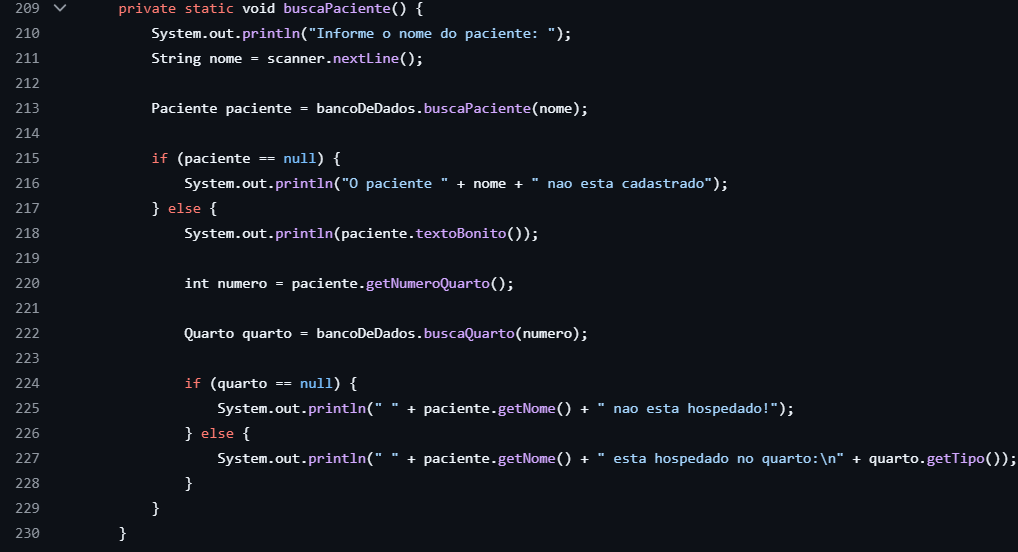 209 private static void buscaPaciente() {
210 System.out.println("Informe o nome do paciente: ");
211 String nome = scanner.nextLine();
212
213 Paciente paciente = bancoDeDados.buscaPaciente(nome);
214
215 if (paciente == null) {
216 System.out.println("O paciente " + nome + " nao esta cadastrado");
217 } else {
218 System.out.println(paciente.textoBonito());
219
220 int numero = paciente.getNumeroQuarto();
221
222 Quarto quarto = bancoDeDados.buscaQuarto(numero);
223
224 if (quarto == null) {
225 System.out.println(" " + paciente.getNome() + " nao esta hospedado!");
226 } else {
227 System.out.println(" " + paciente.getNome() + " esta hospedado no quarto:\n" + quarto.getTipo());
228 }
229 }
230 }